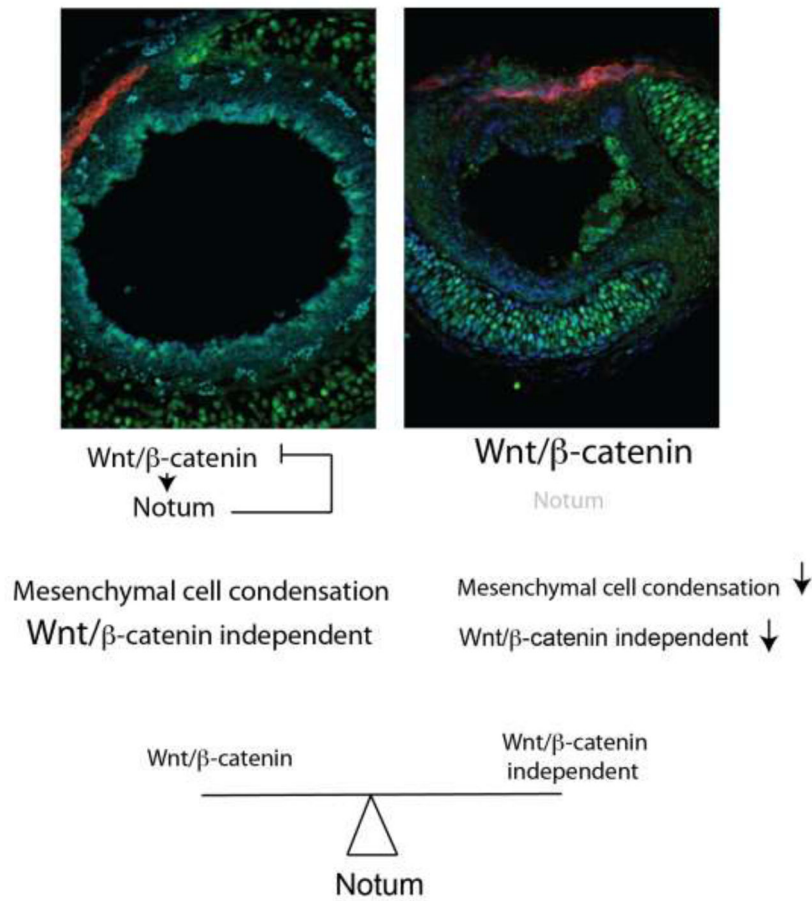 Wnt/β-catenin
Notum
Wnt/β-catenin
Notum
Mesenchymal cell condensation
Wnt/β-catenin independent
Mesenchymal cell condensation ↓
Wnt/β-catenin independent ↓
Wnt/β-catenin
Wnt/β-catenin
independent
Notum